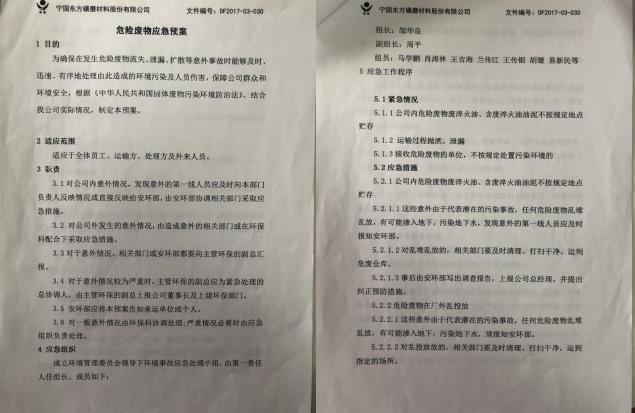 宁国东方碾磨材料股份有限公司 文件编号：DF2017-03-030
危险废物应急预案
1 目的
为确保在发生危险废物流失、泄漏、扩散等意外事故时能够及时、
迅速、有序地处理由此造成的环境污染及人员伤害，保障公司群众和
环境安全，根据《中华人民共和国固体废物污染环境防治法》，结合
我公司实际情况，制定本预案。
2 适应范围
适应于全体员工、运输方、处理方及外来人员。
3 职责
3.1 对公司内意外情况，发现意外的第一线人员应及时向本部门
负责人反映情况或直接反映给安环部，由安环部协调相关部门采取应
急措施。
3.2 对公司外发生的意外情况，由造成意外的相关部门或在环保
科配合下采取应急措施。
3.3 对于意外情况，相关部门或安环部都要向主管环保的副总汇
报。
3.4 对于意外情况较为严重时，主管环保的副总应为紧急处理的
总协调人，由主管环保的副总上报公司董事长及上级环保部门。
3.5 安环部应将本预案告知承运单位或个人。
3.6 对一般意外情况由环保科协调处理；严重情况必要时由应急
组织负责处理。
4 应急组织
成立环境管理委员会领导下环境事故应急处理小组，由第一责任
人任组长，成员如下：
宁国东方碾磨材料股份有限公司 文件编号：DF2017-03-030
组长：邹华良
副组长：周平
组员：马学鹏 肖海林 王吉海 兰传江 王传银 胡璇 易新民等
5 应急工作程序
5.1 紧急情况
5.1.1 公司内危险废物废淬火油、含废淬火油油泥不按规定地点
贮存
5.1.2 运输过程抛洒、泄漏
5.1.3 接收危险废物的单位，不按规定处置污染环境的
5.2 应急措施
5.2.1 公司内危险废物废淬火油、含废淬火油油泥不按规定地点
贮存
5.2.1.1 这些意外由于代表潜在的污染事故，任何危险废物乱堆
乱放，有可能渗入地下，污染地下水，发现意外的第一线人员应及时
报知安环部。
5.2.1.2 对乱堆乱放的，相关部门要及时清理、打扫干净，运到
危废仓库。
5.2.1.3 事后由安环部写出调查报告，上报公司总经理，并提出
纠正预防措施。
5.2.2 危险废物在厂外乱投放
5.2.2.1 这些意外由于代表潜在的污染事故，任何危险废物乱堆
乱放，有可能渗入地下，污染地下水，须报知安环部。
5.2.2.2 对乱投放放的，相关部门要及时清理、打扫干净，运到
指定的场所。